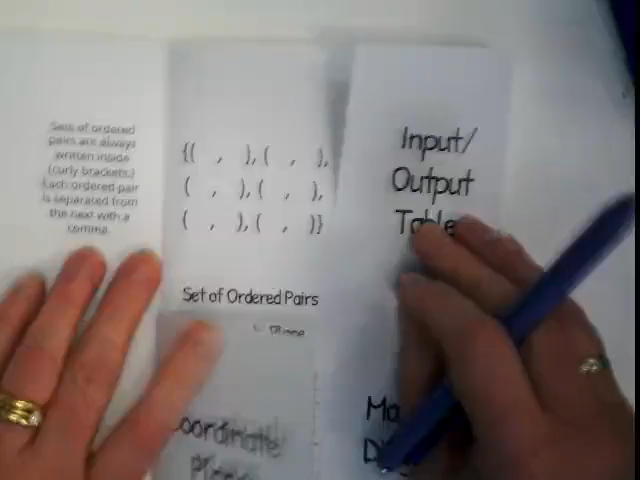 Sets of ordered
pairs are always
written inside
{curly brackets}
Each ordered pair
is separated from
the next with a
comma.
{( , ),( , ),
( , ),( , ),
( , ),( , )}
Set of Ordered Pairs
Input/
Output
Table